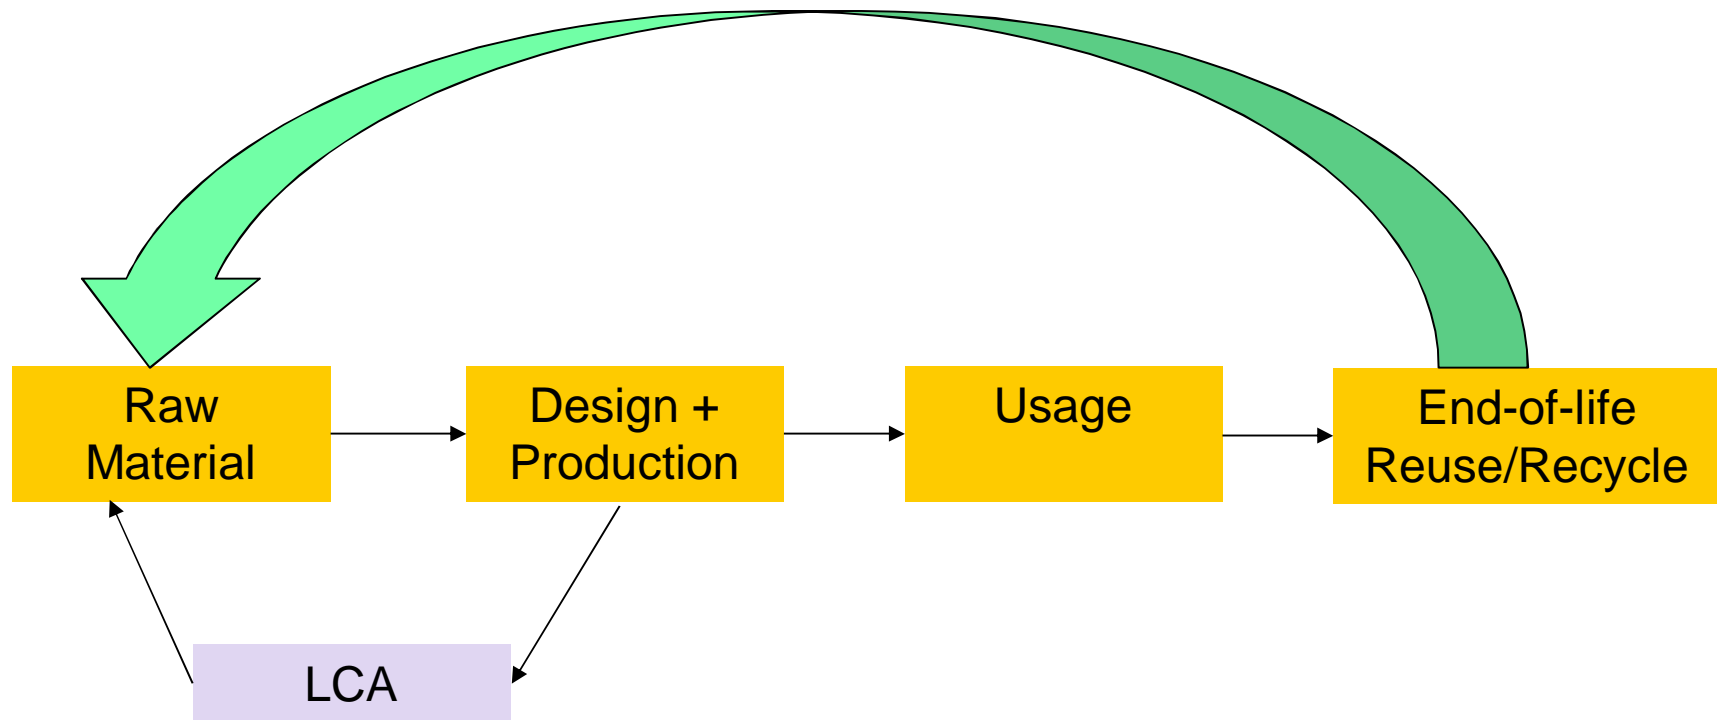 Raw
Material
Design +
Production
Usage
End-of-life
Reuse/Recycle
LCA